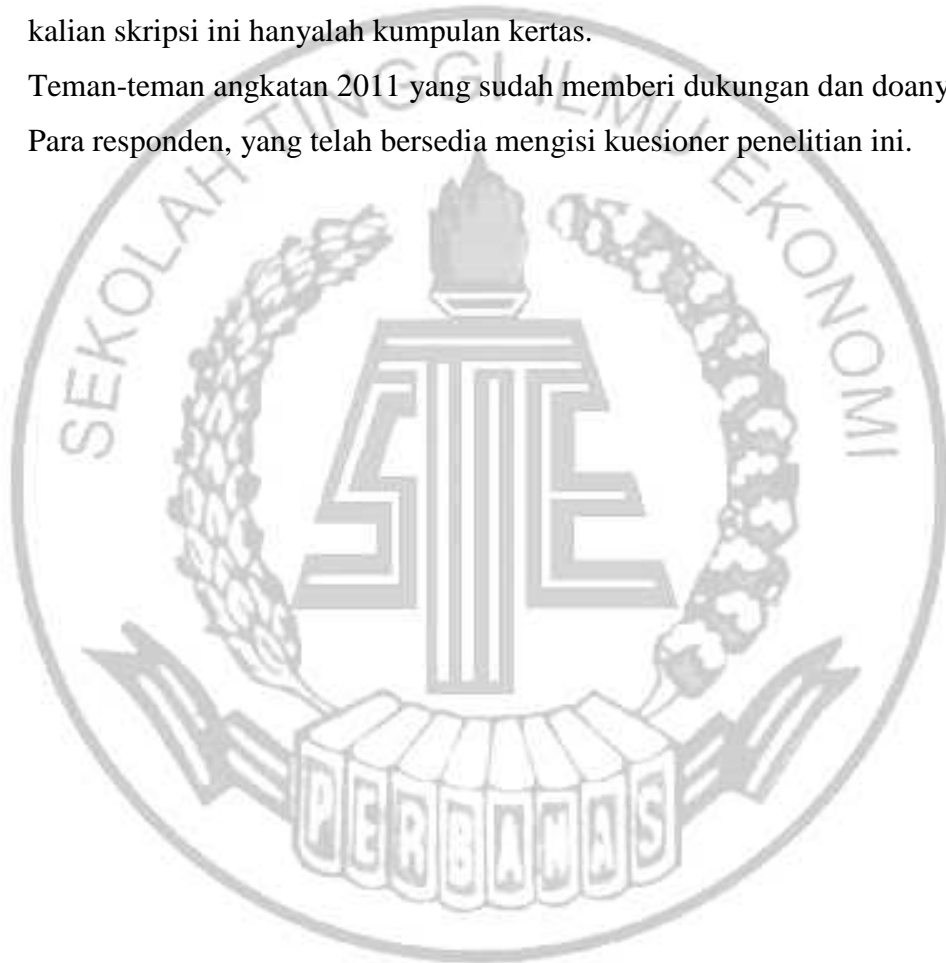 kalian skripsi ini hanyalah kumpulan kertas.
Teman-teman angkatan 2011 yang sudah memberi dukungan dan doany
Para responden, yang telah bersedia mengisi kuesioner penelitian ini.
SEKOLAH TINGGI ILMU EKONOMI
STIE
PERBANAS